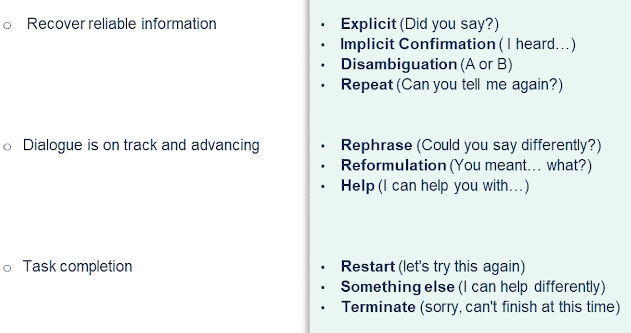 Recover reliable information
• Explicit (Did you say?)
• Implicit Confirmation ( I heard…)
• Disambiguation (A or B)
• Repeat (Can you tell me again?)
Dialogue is on track and advancing
• Rephrase (Could you say differently?)
• Reformulation (You meant… what?)
• Help (I can help you with…)
Task completion
• Restart (let's try this again)
• Something else (I can help differently)
• Terminate (sorry, can't finish at this time)